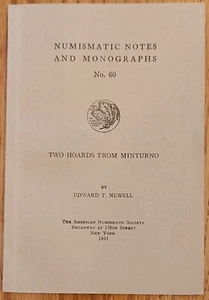 NUMISMATIC NOTES
AND MONOGRAPHS
No. 60
TWO HOARDS FROM MINTURNO
BY
EDWARD T. NEWELL
THE AMERICAN NUMISMATIC SOCIETY
BROADWAY AT 156TH STREET
NEW YORK
1933